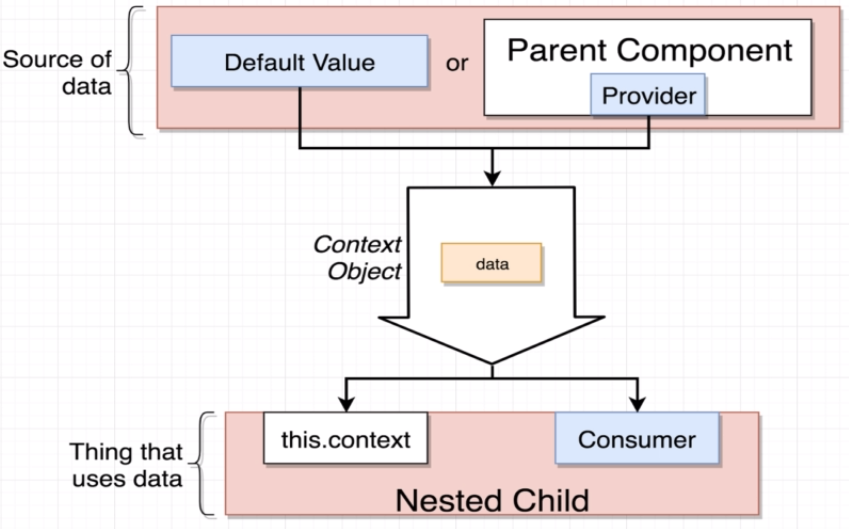 Source of
data
Default Value
or
Parent Component
Provider
Context
Object
data
Thing that
uses data
this.context
Consumer
Nested Child